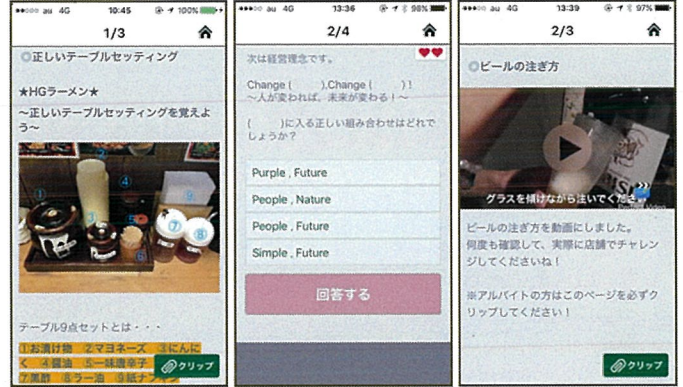 au 4G 10:45 100%
1/3
◎正しいテーブルセッティング
★HGラーメン★
〜正しいテーブルセッティングを覚えよ
う〜
① ② ③ ④ ⑤ ⑥ ⑦ ⑧ ⑨
テーブル9点セットとは・・・
①お漬け物 ②マヨネーズ ③にんに
く ④醤油 ⑤一味唐辛子
⑦黒酢 ⑧ラー油 ⑨紙ナフキン
クリップ
au 4G 13:36 98%
2/4
次は経営理念です。
Change ( ),Change ( )!
〜人が変われば、未来が変わる!〜
( )に入る正しい組み合わせはどれで
しょうか?
Purple , Future
People , Nature
People , Future
Simple , Future
回答する
au 4G 13:39 97%
2/3
◎ビールの注ぎ方
グラスを傾けながら注いでくださ
Perfect Video
ビールの注ぎ方を動画にしました。
何度も確認して、実際に店舗でチャレン
ジしてくださいね!
※アルバイトの方はこのページを必ずク
リップしてください!
クリップ